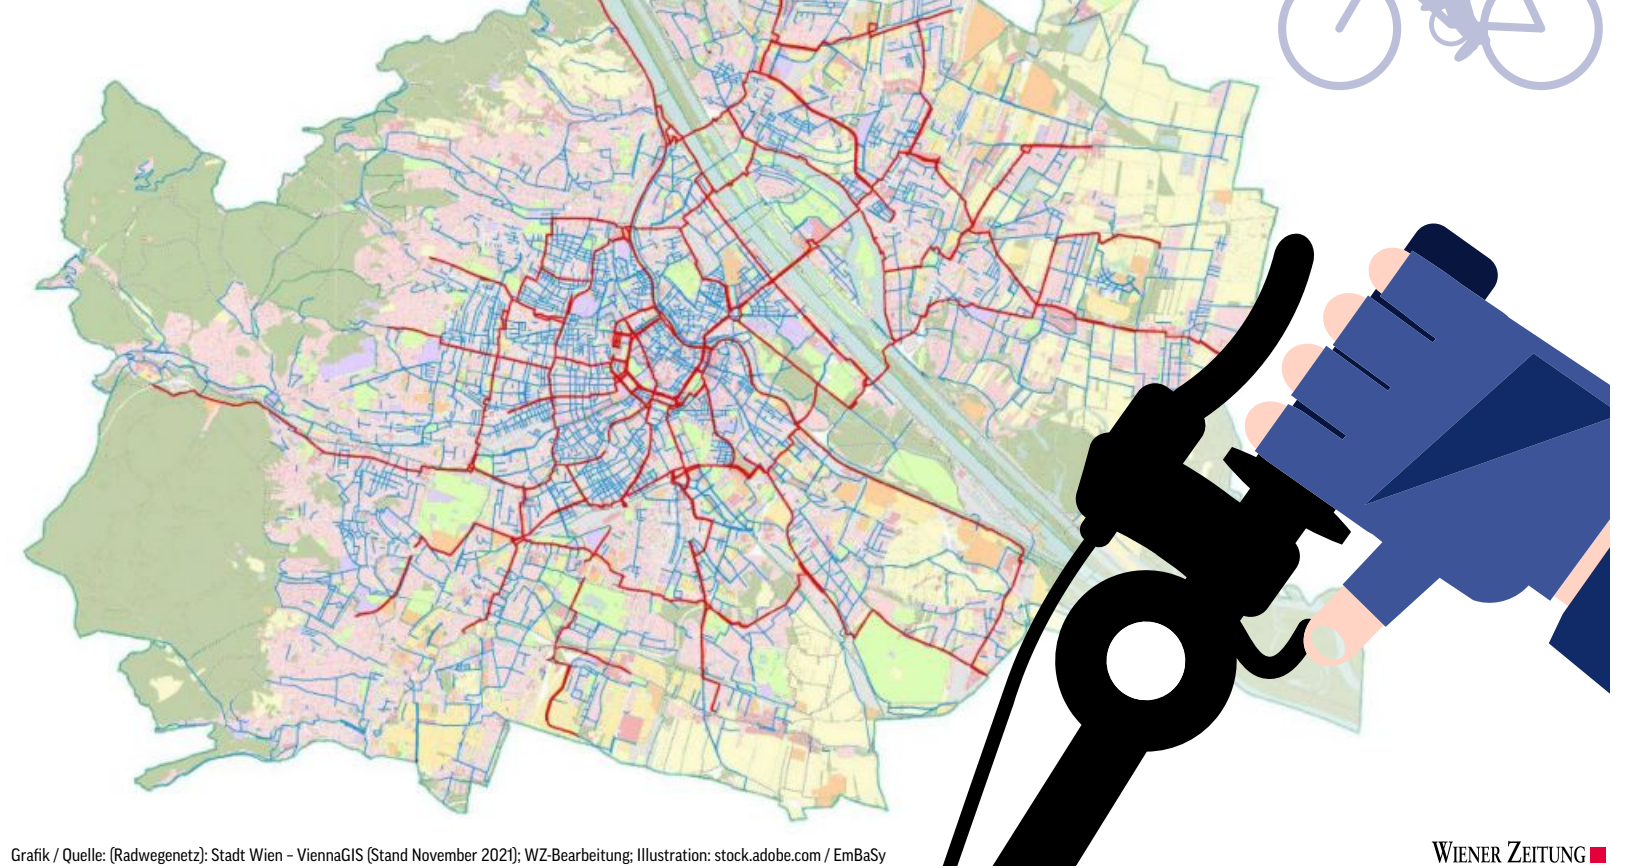 Grafik / Quelle: (Radwegenetz): Stadt Wien – ViennaGIS (Stand November 2021); WZ-Bearbeitung; Illustration: stock.adobe.com / EmBaSy
WIENER ZEITUNG